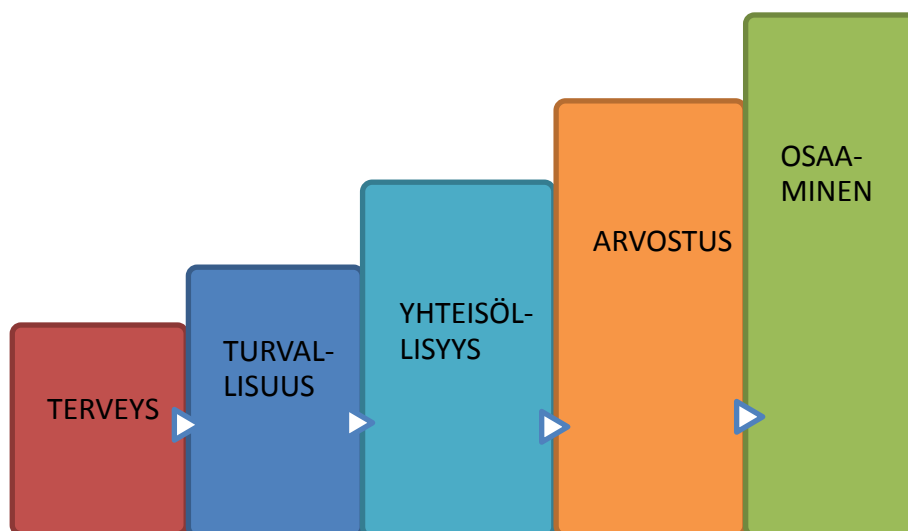 TERVEYS
TURVAL-
LISUUS
YHTEISÖL-
LISYYS
ARVOSTUS
OSAA-
MINEN